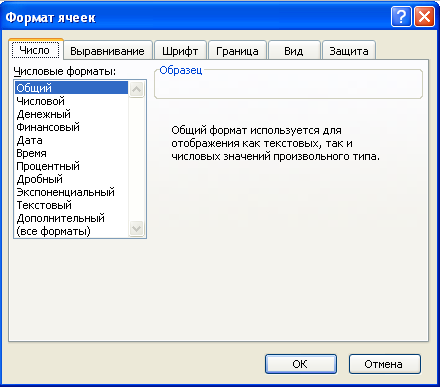 Формат ячеек
Число
Выравнивание
Шрифт
Граница
Вид
Защита
Числовые форматы:
Общий
Числовой
Денежный
Финансовый
Дата
Время
Процентный
Дробный
Экспоненциальный
Текстовый
Дополнительный
(все форматы)
Образец
Общий формат используется для
отображения как текстовых, так и
числовых значений произвольного типа.
ОК
Отмена